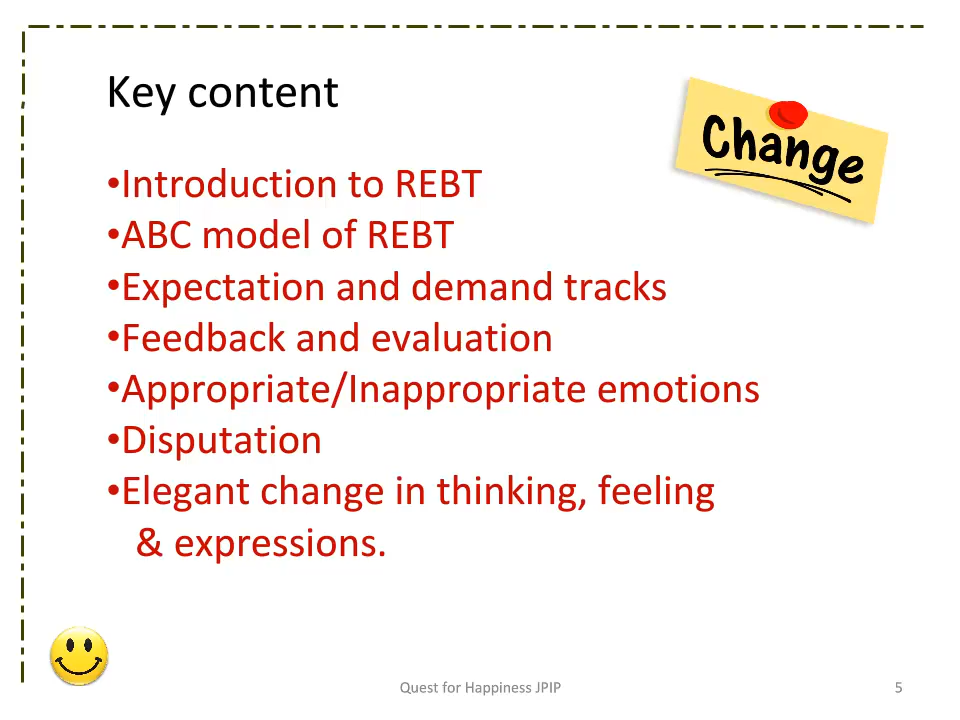 Key content
Change
•Introduction to REBT
•ABC model of REBT
•Expectation and demand tracks
•Feedback and evaluation
•Appropriate/Inappropriate emotions
•Disputation
•Elegant change in thinking, feeling
& expressions.
Quest for Happiness JPIP
5